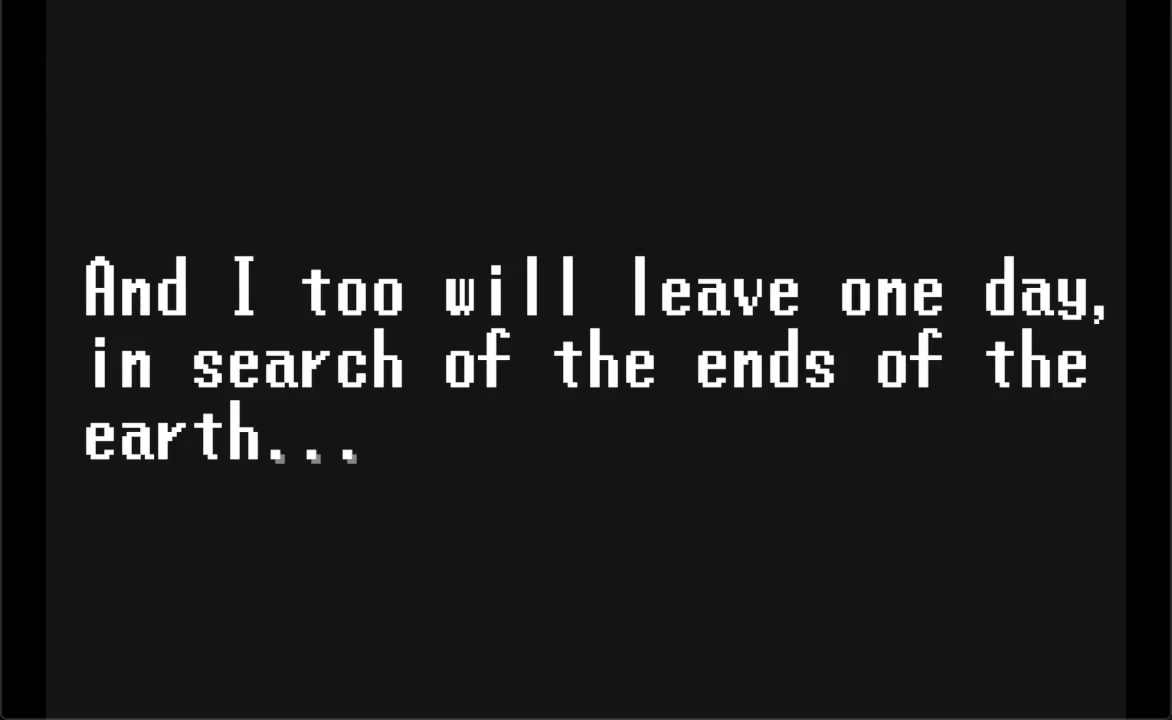 And I too will leave one day,
in search of the ends of the
earth...